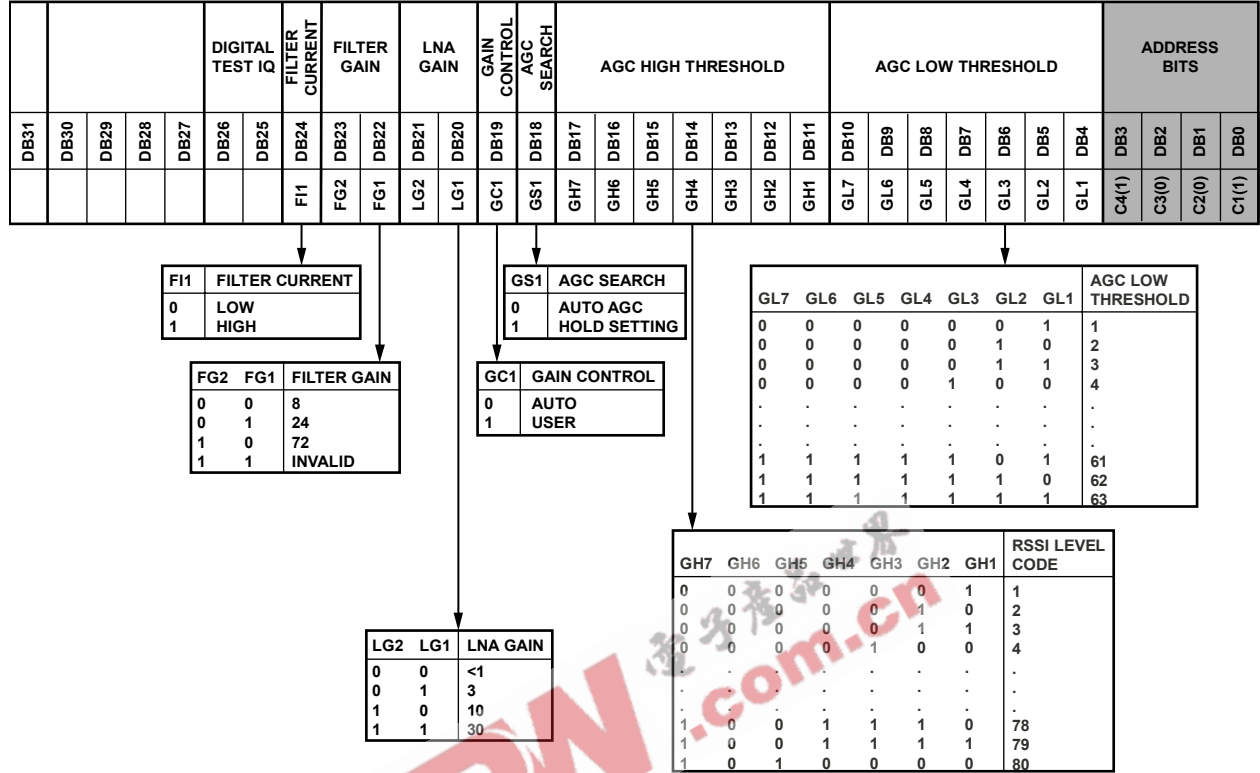 DIGITAL TEST IQ
FILTER CURRENT
FILTER GAIN
LNA GAIN
GAIN CONTROL
AGC SEARCH
AGC HIGH THRESHOLD
AGC LOW THRESHOLD
ADDRESS BITS
DB31 DB30 DB29 DB28 DB27 DB26 DB25 DB24 DB23 DB22 DB21 DB20 DB19 DB18 DB17 DB16 DB15 DB14 DB13 DB12 DB11 DB10 DB9 DB8 DB7 DB6 DB5 DB4 DB3 DB2 DB1 DB0
FI1 FG2 FG1 LG2 LG1 GC1 GS1 GH7 GH6 GH5 GH4 GH3 GH2 GH1 GL7 GL6 GL5 GL4 GL3 GL2 GL1 C4(1) C3(0) C2(0) C1(1)
FI1 FILTER CURRENT
0 LOW
1 HIGH
GS1 AGC SEARCH
0 AUTO AGC
1 HOLD SETTING
FG2 FG1 FILTER GAIN
0 0 8
0 1 24
1 0 72
1 1 INVALID
GC1 GAIN CONTROL
0 AUTO
1 USER
GL7 GL6 GL5 GL4 GL3 GL2 GL1 AGC LOW THRESHOLD
0 0 0 0 0 0 1 1
0 0 0 0 0 1 0 2
0 0 0 0 0 1 1 3
0 0 0 0 1 0 0 4
. . . . . . . .
. . . . . . . .
. . . . . . . .
1 1 1 1 1 0 1 61
1 1 1 1 1 1 0 62
1 1 1 1 1 1 1 63
LG2 LG1 LNA GAIN
0 0 <1
0 1 3
1 0 10
1 1 30
GH7 GH6 GH5 GH4 GH3 GH2 GH1 RSSI LEVEL CODE
0 0 0 0 0 0 1 1
0 0 0 0 0 1 0 2
0 0 0 0 0 1 1 3
0 0 0 0 1 0 0 4
. . . . . . . .
. . . . . . . .
. . . . . . . .
1 0 0 1 1 1 0 78
1 0 0 1 1 1 1 79
1 0 1 0 0 0 0 80
電子產品世界
.com.cn